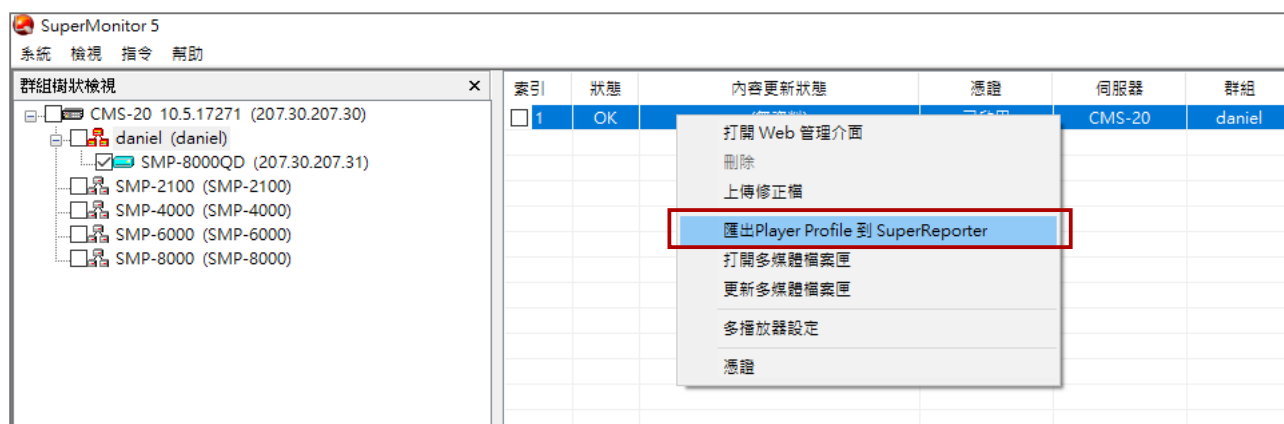 SuperMonitor 5
系統 檢視 指令 幫助
群組樹狀檢視
CMS-20 10.5.17271 (207.30.207.30)
daniel (daniel)
SMP-8000QD (207.30.207.31)
SMP-2100 (SMP-2100)
SMP-4000 (SMP-4000)
SMP-6000 (SMP-6000)
SMP-8000 (SMP-8000)
索引 狀態 內容更新狀態 憑證 伺服器 群組
1 OK CMS-20 daniel
打開 Web 管理介面
刪除
上傳修正檔
匯出Player Profile 到 SuperReporter
打開多媒體檔案匣
更新多媒體檔案匣
多播放器設定
憑證